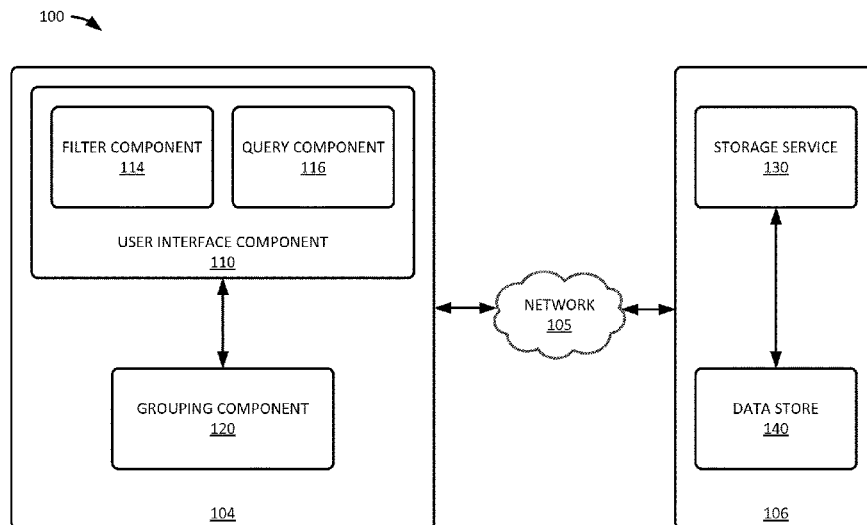 100
FILTER COMPONENT
114
QUERY COMPONENT
116
USER INTERFACE COMPONENT
110
GROUPING COMPONENT
120
104
NETWORK
105
STORAGE SERVICE
130
DATA STORE
140
106